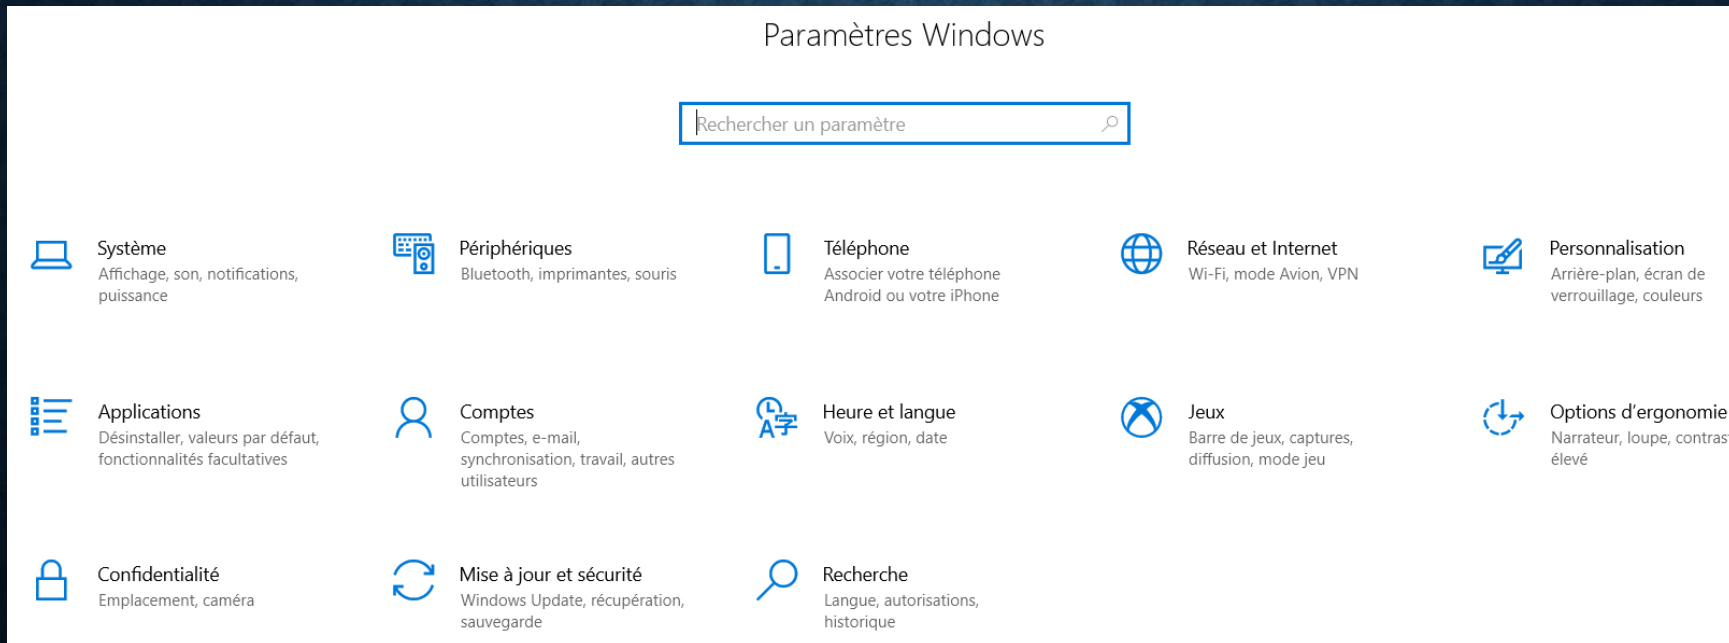 Paramètres Windows
Rechercher un paramètre
Système
Affichage, son, notifications,
puissance
Périphériques
Bluetooth, imprimantes, souris
Téléphone
Associer votre téléphone
Android ou votre iPhone
Réseau et Internet
Wi-Fi, mode Avion, VPN
Personnalisation
Arrière-plan, écran de
verrouillage, couleurs
Applications
Désinstaller, valeurs par défaut,
fonctionnalités facultatives
Comptes
Comptes, e-mail,
synchronisation, travail, autres
utilisateurs
Heure et langue
Voix, région, date
Jeux
Barre de jeux, captures,
diffusion, mode jeu
Options d'ergonomie
Narrateur, loupe, contras
élevé
Confidentialité
Emplacement, caméra
Mise à jour et sécurité
Windows Update, récupération,
sauvegarde
Recherche
Langue, autorisations,
historique